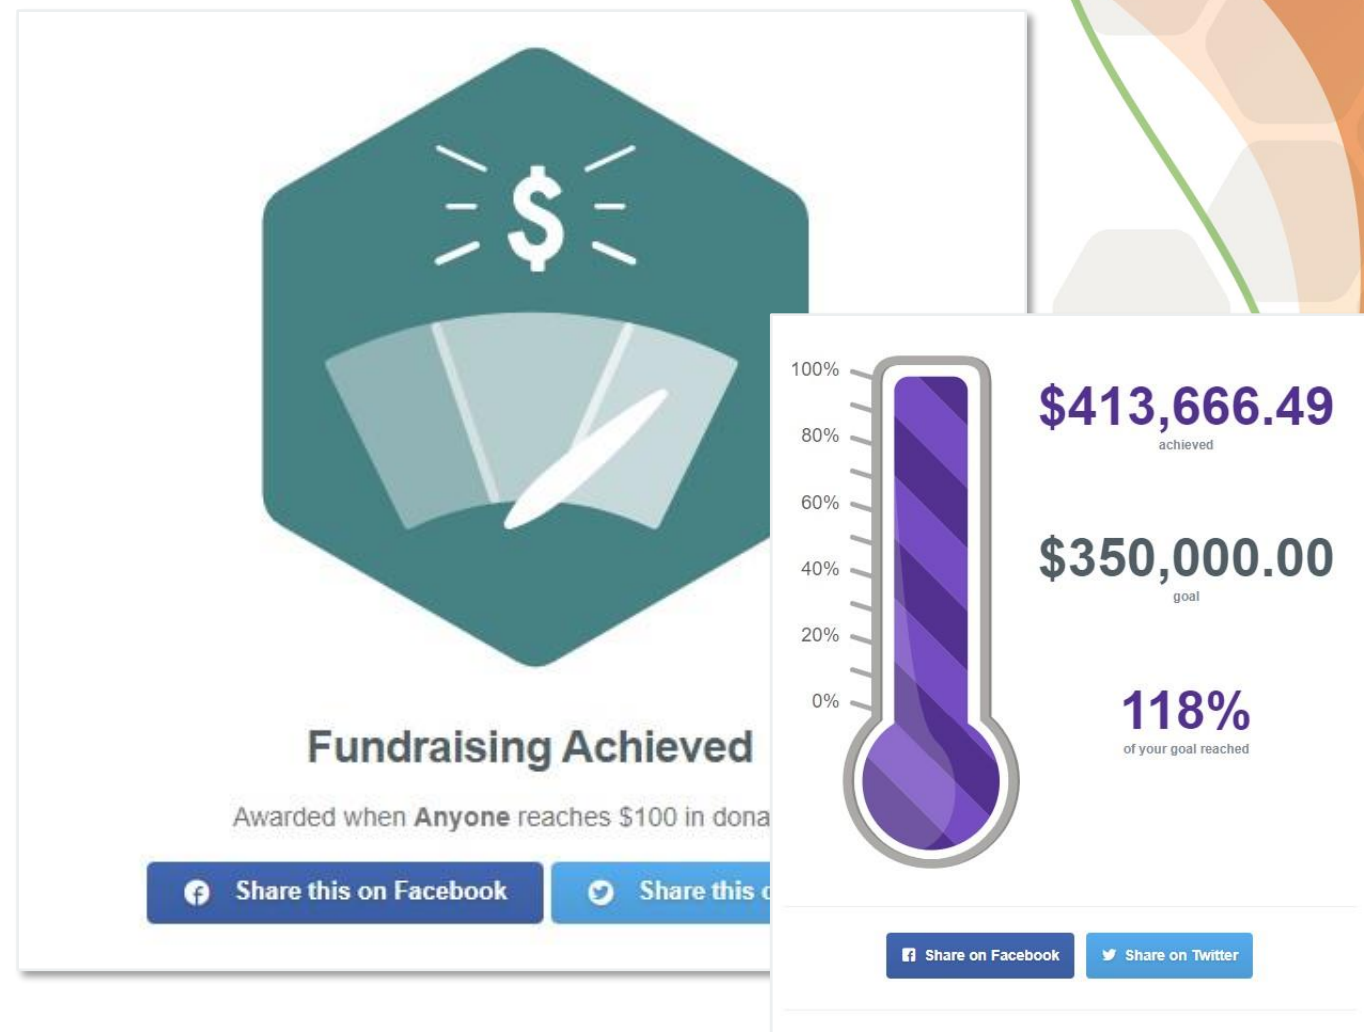 $
Fundraising Achieved
Awarded when Anyone reaches $100 in
Share this on Facebook
Share this
100%
80%
60%
40%
20%
0%
$413,666.49
achieved
$350,000.00
goal
118%
of your goal reached
Share on Facebook
Share on Twitter